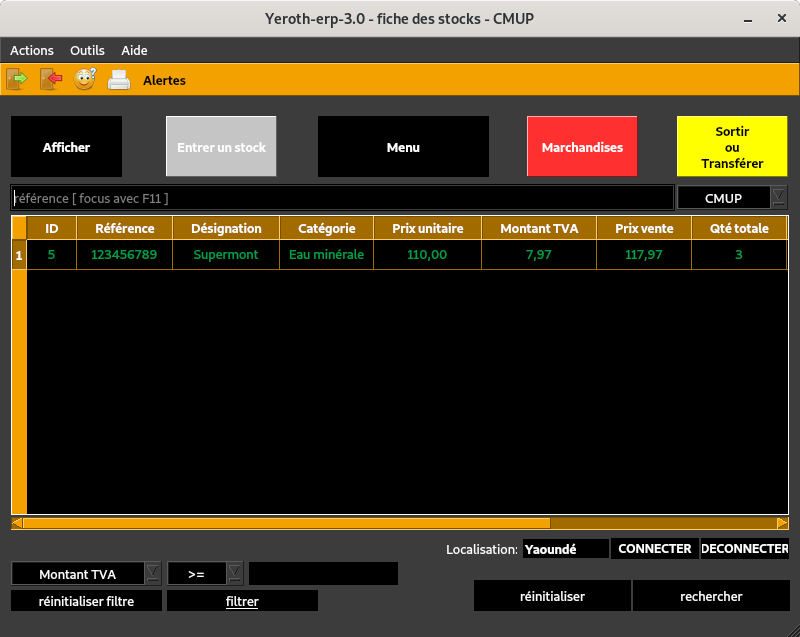 Yeroth-erp-3.0 - fiche des stocks - CMUP
Actions Outils Aide
Alertes
Afficher
Entrer un stock
Menu
Marchandises
Sortir
ou
Transférer
référence [ focus avec F11 ]
CMUP
ID Référence Désignation Catégorie Prix unitaire Montant TVA Prix vente Qté totale
1 5 123456789 Supermont Eau minérale 110,00 7,97 117,97 3
Localisation: Yaoundé CONNECTER DECONNECTER
Montant TVA >=
réinitialiser filtre filtrer
réinitialiser rechercher